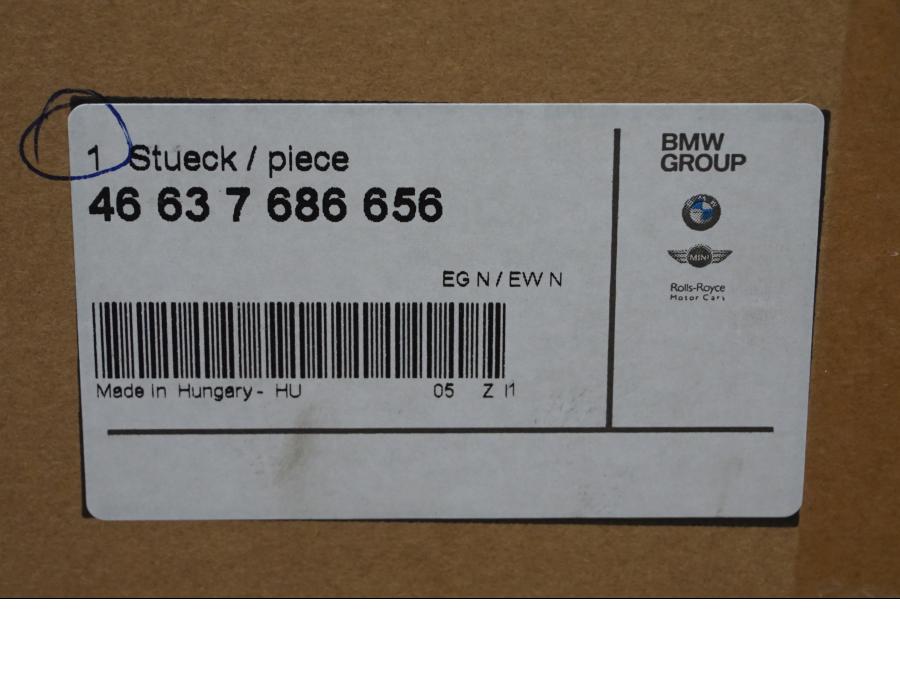 1 Stueck / piece
46 63 7 686 656
EG N / EW N
Made in Hungary - HU 05 Z I1
BMW
GROUP
BMW
MINI
Rolls-Royce
Motor Cars